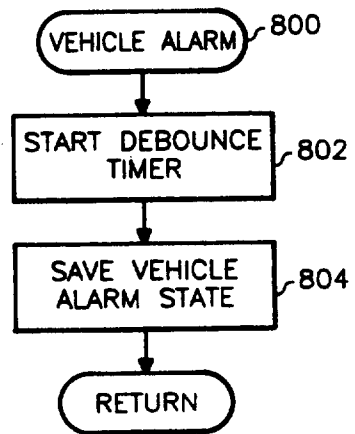 VEHICLE ALARM 800
START DEBOUNCE
TIMER
802
SAVE VEHICLE
ALARM STATE
804
RETURN